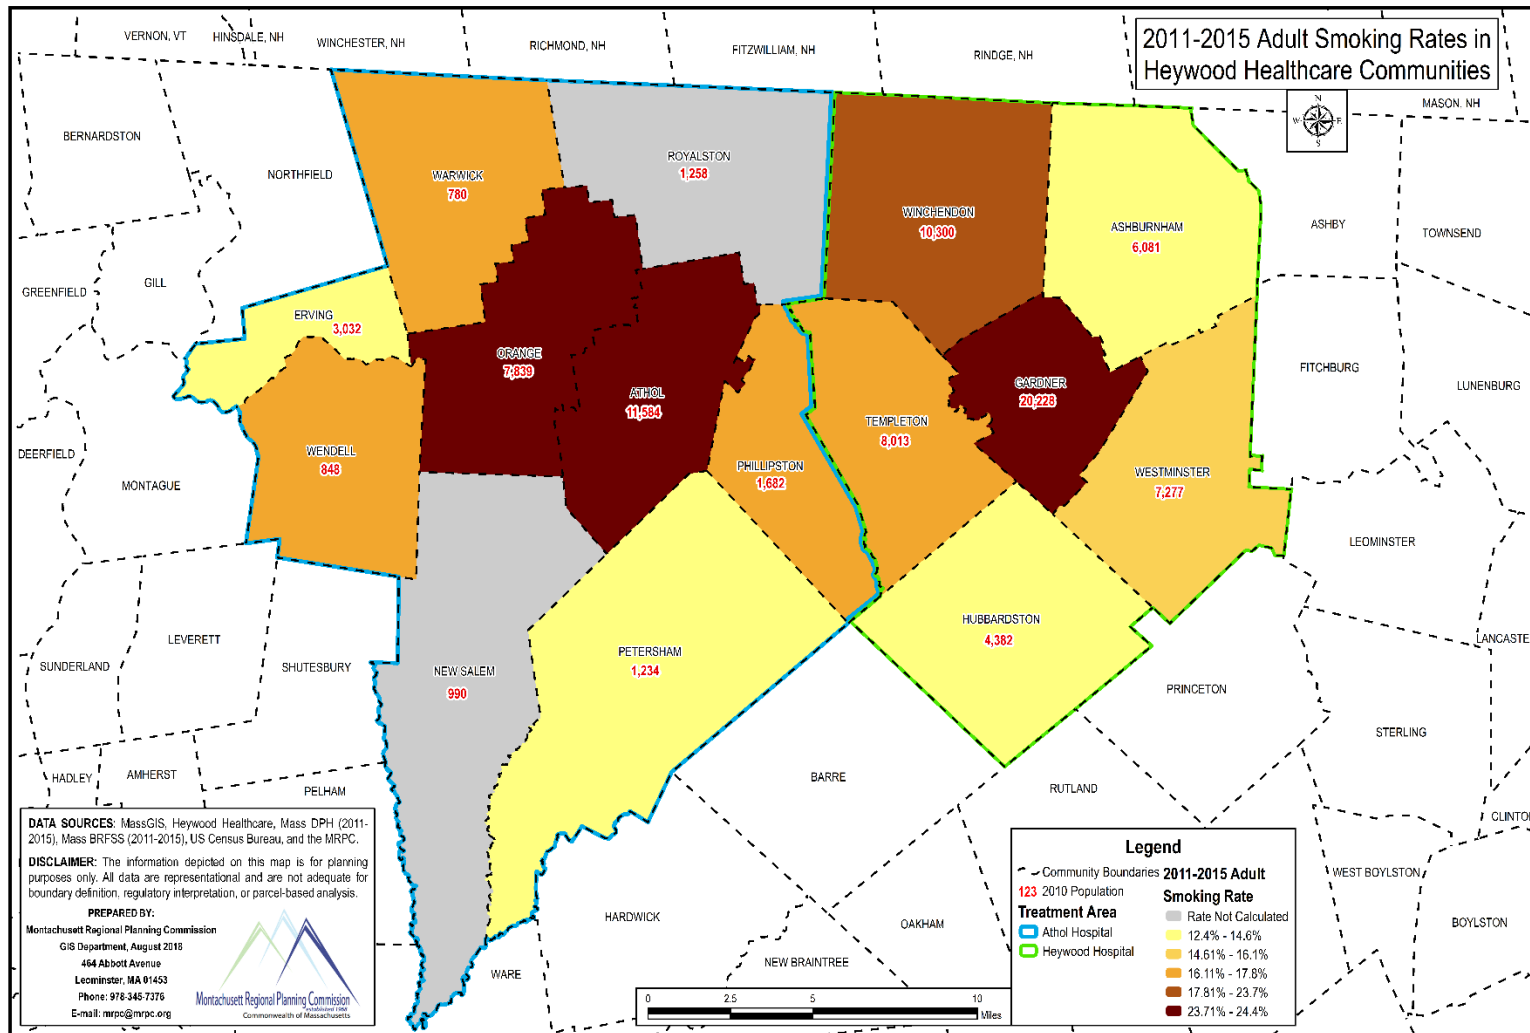 2011-2015 Adult Smoking Rates in
Heywood Healthcare Communities
N
W E
S
VERNON, VT
HINSDALE, NH
WINCHESTER, NH
RICHMOND, NH
FITZWILLIAM, NH
RINDGE, NH
MASON, NH
BERNARDSTON
NORTHFIELD
WARWICK
780
ROYALSTON
1,258
WINCHENDON
10,300
ASHBURNHAM
6,081
ASHBY
TOWNSEND
GREENFIELD
GILL
ERVING
3,032
ORANGE
7,839
ATHOL
11,584
GARDNER
20,228
FITCHBURG
LUNENBURG
DEERFIELD
MONTAGUE
WENDELL
848
PHILLIPSTON
1,682
TEMPLETON
8,013
WESTMINSTER
7,277
LEOMINSTER
LEVERETT
SUNDERLAND
SHUTESBURY
NEW SALEM
990
PETERSHAM
1,234
HUBBARDSTON
4,382
PRINCETON
LANCASTE
STERLING
HADLEY
AMHERST
PELHAM
BARRE
RUTLAND
CLINTO
WEST BOYLSTON
BOYLSTON
HARDWICK
OAKHAM
WARE
NEW BRAINTREE
DATA SOURCES: MassGIS, Heywood Healthcare, Mass DPH (2011-
2015), Mass BRFSS (2011-2015), US Census Bureau, and the MRPC.
DISCLAIMER: The information depicted on this map is for planning
purposes only. All data are representational and are not adequate for
boundary definition, regulatory interpretation, or parcel-based analysis.
PREPARED BY:
Montachusett Regional Planning Commission
GIS Department, August 2018
464 Abbott Avenue
Leominster, MA 01453
Phone: 978-345-7376
E-mail: mrpc@mrpc.org
Montachusett Regional Planning Commission
established 1968
Commonwealth of Massachusetts
0 2.5 5 10
Miles
Legend
Community Boundaries
123 2010 Population
Treatment Area
Athol Hospital
Heywood Hospital
2011-2015 Adult
Smoking Rate
Rate Not Calculated
12.4% - 14.6%
14.61% - 16.1%
16.11% - 17.8%
17.81% - 23.7%
23.71% - 24.4%